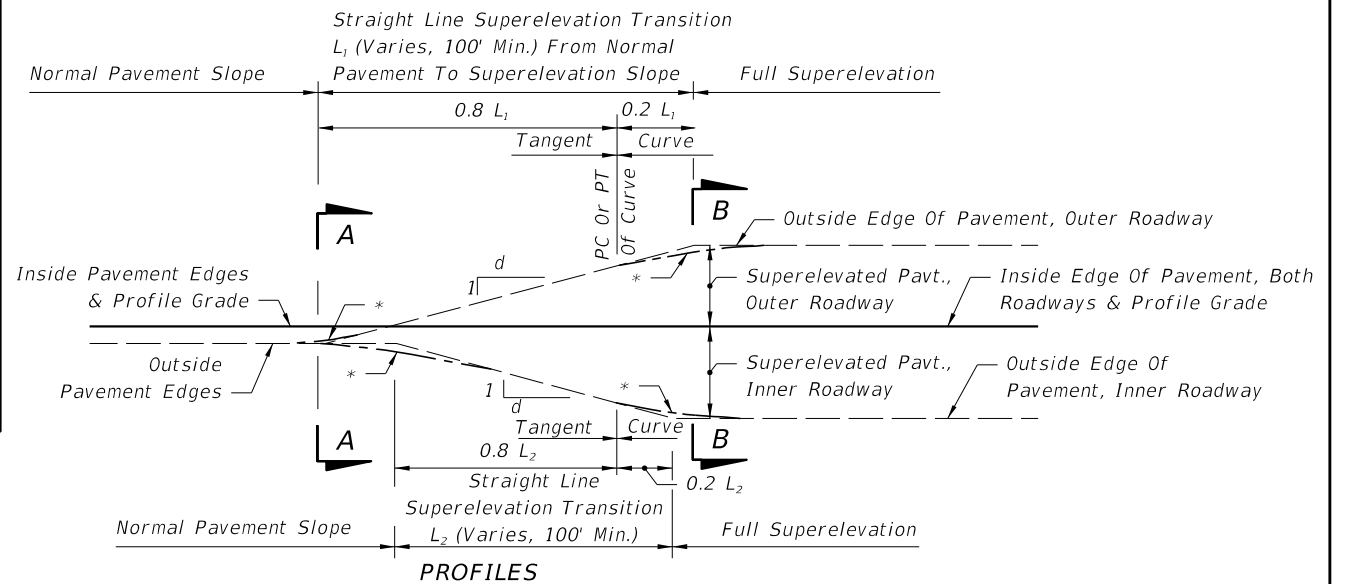 Straight Line Superelevation Transition
L₁ (Varies, 100' Min.) From Normal
Normal Pavement Slope
Pavement To Superelevation Slope
Full Superelevation
0.8 L₁
0.2 L₁
Tangent
Curve
PC Or PT
Of Curve
A
B
Outside Edge Of Pavement, Outer Roadway
d
1
*
Inside Pavement Edges
& Profile Grade
*
Superelevated Pavt.,
Outer Roadway
Inside Edge Of Pavement, Both
Roadways & Profile Grade
Outside
Pavement Edges
*
1
d
*
Superelevated Pavt.,
Inner Roadway
Outside Edge Of
Pavement, Inner Roadway
A
Tangent
Curve
B
0.8 L₂
0.2 L₂
Straight Line
Superelevation Transition
L₂ (Varies, 100' Min.)
Normal Pavement Slope
Full Superelevation
PROFILES